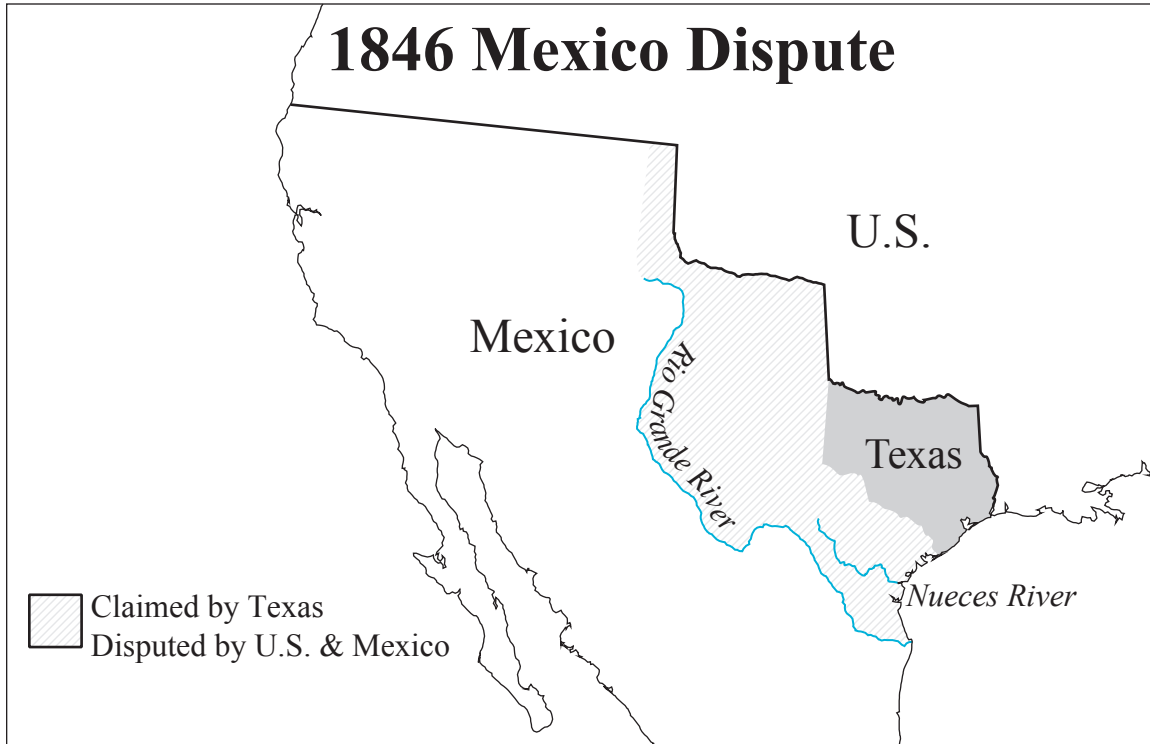 1846 Mexico Dispute
U.S.
Mexico
Rio Grande River
Texas
Nueces River
Claimed by Texas
Disputed by U.S. & Mexico